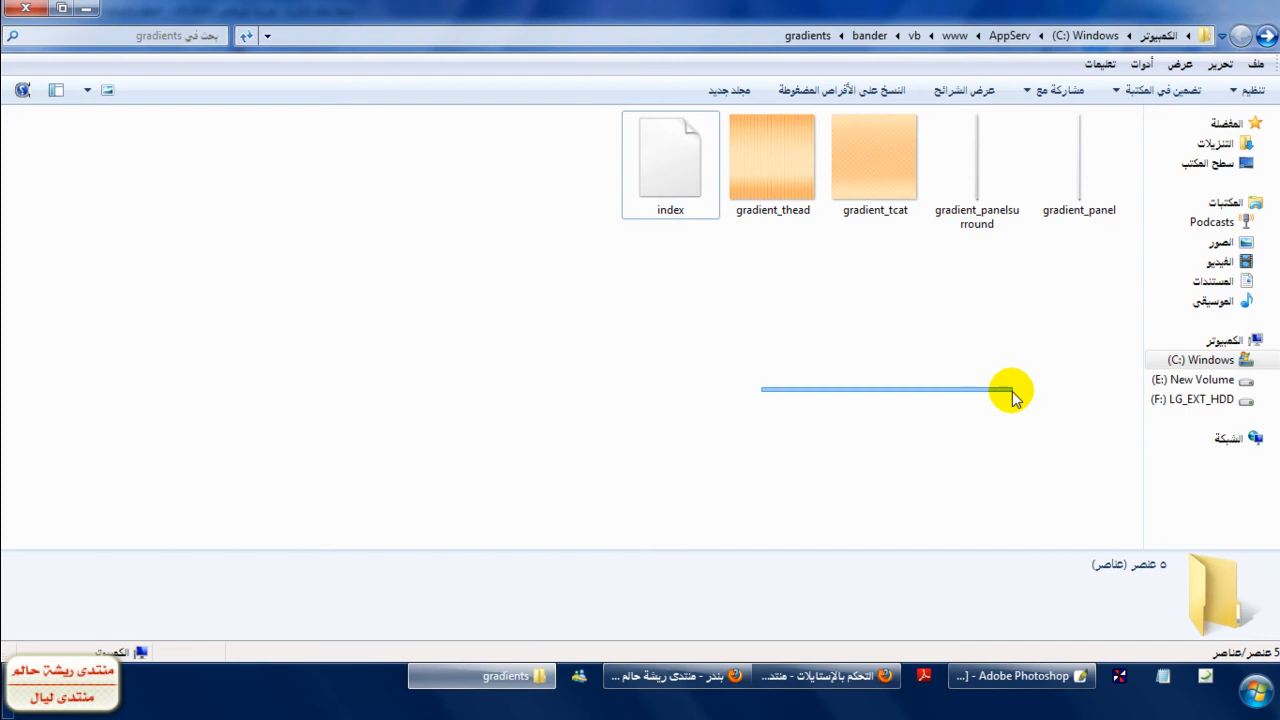 الكمبيوتر
Windows (C:)
AppServ
www
vb
bander
gradients
بحث في gradients
ملف
تحرير
عرض
أدوات
تعليمات
تنظيم
تضمين في المكتبة
مشاركة مع
عرض الشرائح
النسخ على الأقراص المضغوطة
مجلد جديد
المفضلة
التنزيلات
سطح المكتب
المكتبات
Podcasts
الصور
الفيديو
المستندات
الموسيقى
الكمبيوتر
Windows (C:)
New Volume (E:)
LG_EXT_HDD (F:)
الشبكة
gradient_panel
gradient_panelsu
rround
gradient_tcat
gradient_thead
index
٥ عنصر (عناصر)
5 عنصر/عناصر
الكمبيوتر
Adobe Photoshop - [...
التحكم بالإستايلات - منتد...
بندر - منتدى ريشة حالم ...
gradients
منتدى ريشة حالم
منتدى ليال